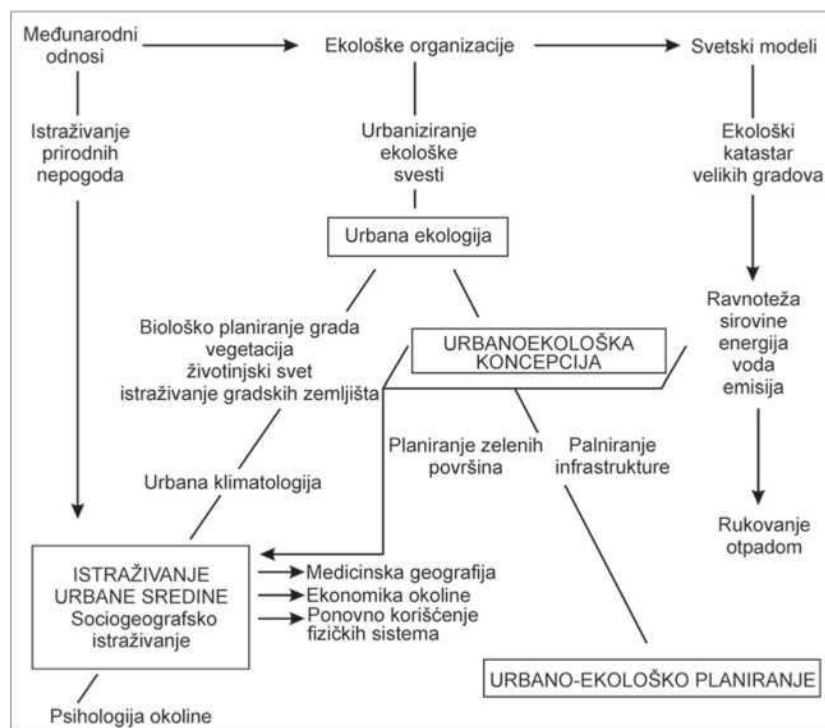 Međunarodni
odnosi
Ekološke organizacije
Svetski modeli
Istraživanje
prirodnih
nepogoda
Urbaniziranje
ekološke
svesti
Ekološki
katastar
velikih gradova
Urbana ekologija
Biološko planiranje grada
vegetacija
životinjski svet
istraživanje gradskih zemljišta
URBANOEKOLOŠKA
KONCEPCIJA
Ravnoteža
sirovine
energija
voda
emisija
Planiranje zelenih
površina
Palniranje
infrastrukture
Urbana klimatologija
Rukovanje
otpadom
ISTRAŽIVANJE
URBANE SREDINE
Sociogeografsko
istraživanje
Medicinska geografija
Ekonomika okoline
Ponovno korišćenje
fizičkih sistema
URBANO-EKOLOŠKO PLANIRANJE
Psihologija okoline